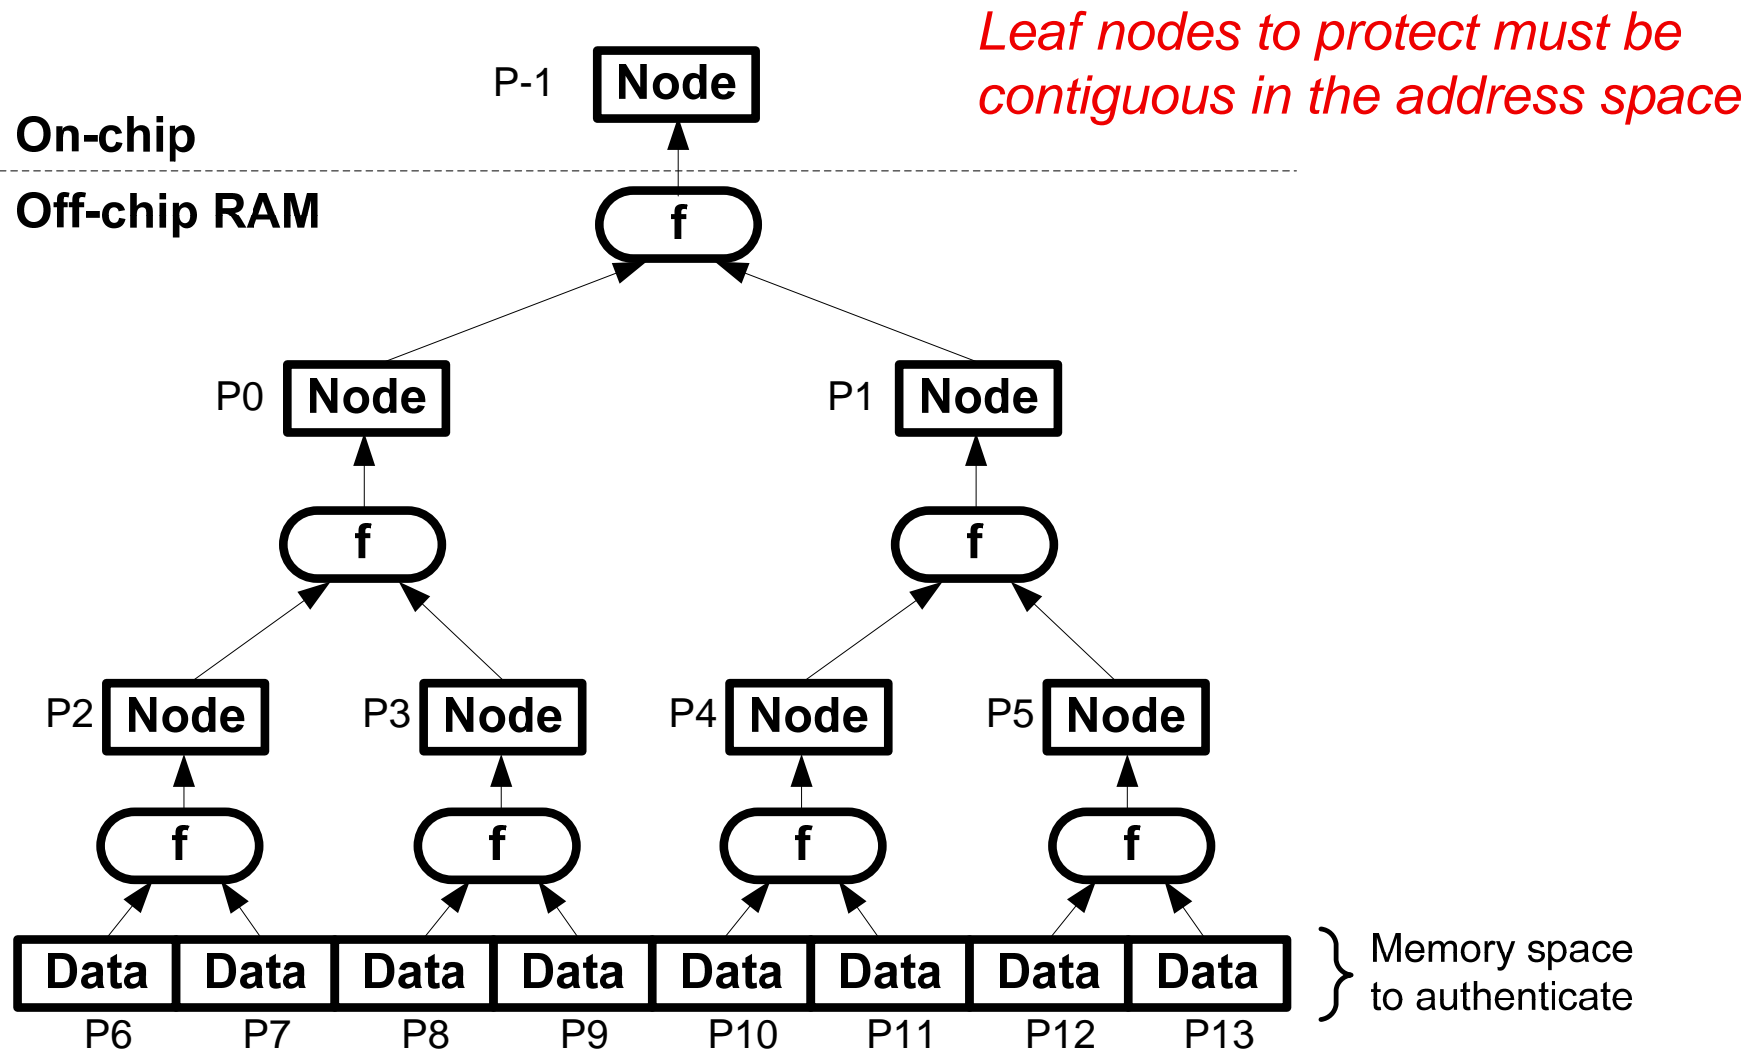 Leaf nodes to protect must be
contiguous in the address space
P-1 Node
On-chip
Off-chip RAM
f
P0 Node P1 Node
f f
P2 Node P3 Node P4 Node P5 Node
f f f f
Data Data Data Data Data Data Data Data
P6 P7 P8 P9 P10 P11 P12 P13
Memory space
to authenticate